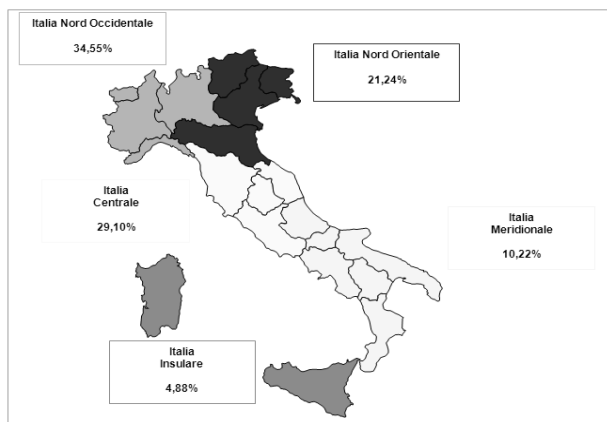 Italia Nord Occidentale
34,55%
Italia Nord Orientale
21,24%
Italia
Centrale
29,10%
Italia
Meridionale
10,22%
Italia
Insulare
4,88%